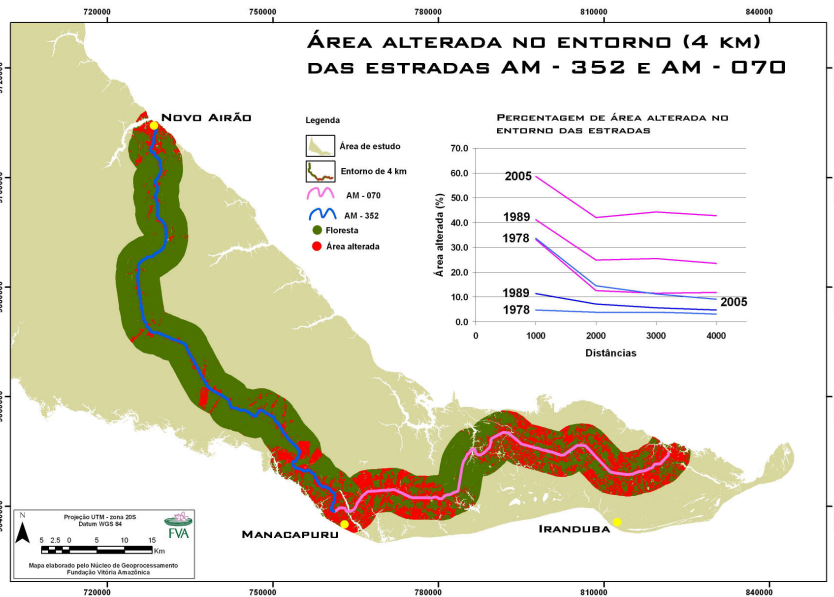 720000 750000 780000 810000 840000
ÁREA ALTERADA NO ENTORNO (4 KM)
DAS ESTRADAS AM - 352 E AM - 070
NOVO AIRÃO
Legenda
Área de estudo
Entorno de 4 km
AM - 070
AM - 352
Floresta
Área alterada
PERCENTAGEM DE ÁREA ALTERADA NO
ENTORNO DAS ESTRADAS
Área alterada (%)
70.0
60.0
50.0
40.0
30.0
20.0
10.0
0.0
2005
1989
1978
1989
1978
2005
0 1000 2000 3000 4000
Distâncias
MANACAPURU
IRANDUBA
Projeção UTM - zona 20S
Datum WGS 84
N
FVA
5 2.5 0 5 10 15
Km
Mapa elaborado pelo Núcleo de Geoprocessamento
Fundação Vitória Amazônica
720000 750000 780000 810000 840000